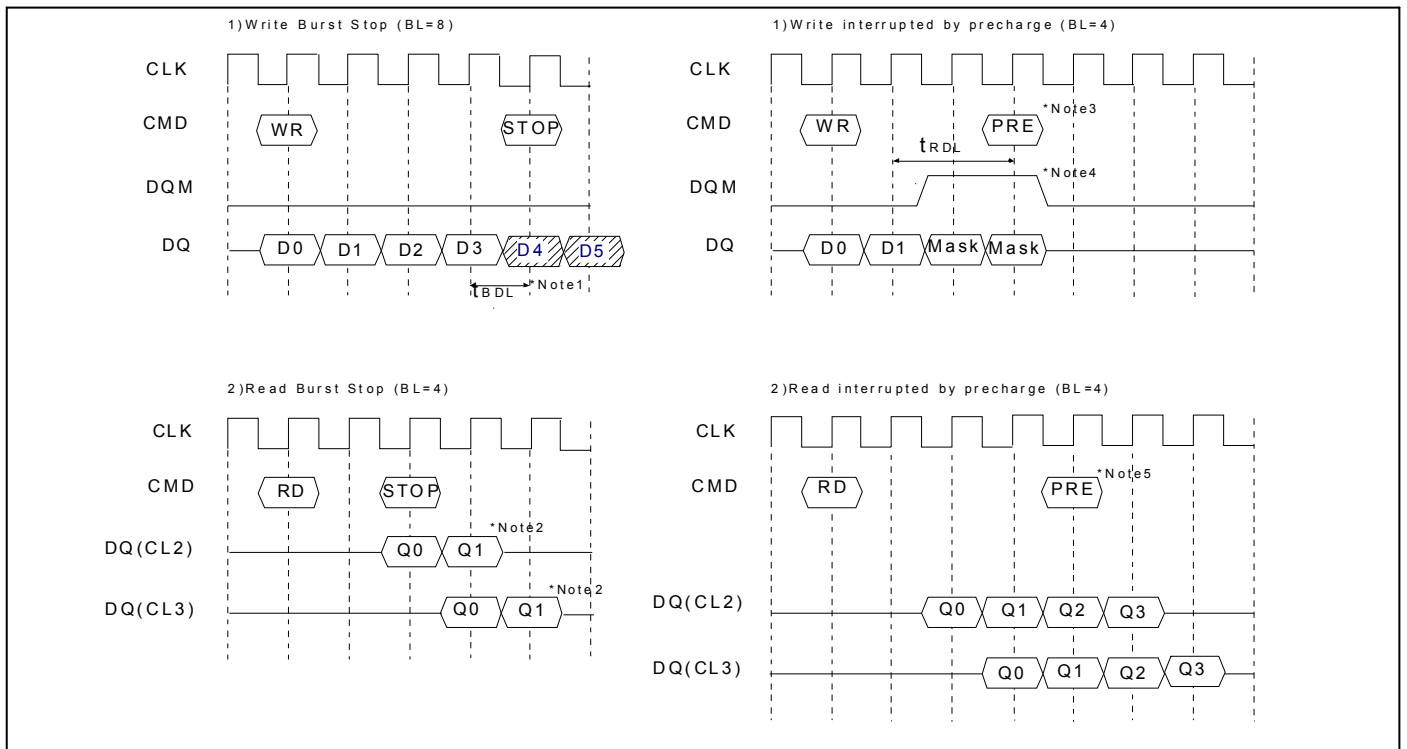 1)Write Burst Stop (BL=8)
CLK
CMD
WR
STOP
DQM
DQ
D0
D1
D2
D3
D4
D5
tBDL
*Note1
1)Write interrupted by precharge (BL=4)
CLK
CMD
WR
PRE
*Note3
tRDL
DQM
*Note4
DQ
D0
D1
Mask
Mask
2)Read Burst Stop (BL=4)
CLK
CMD
RD
STOP
DQ(CL2)
Q0
Q1
*Note2
DQ(CL3)
Q0
Q1
*Note2
2)Read interrupted by precharge (BL=4)
CLK
CMD
RD
PRE
*Note5
DQ(CL2)
Q0
Q1
Q2
Q3
DQ(CL3)
Q0
Q1
Q2
Q3